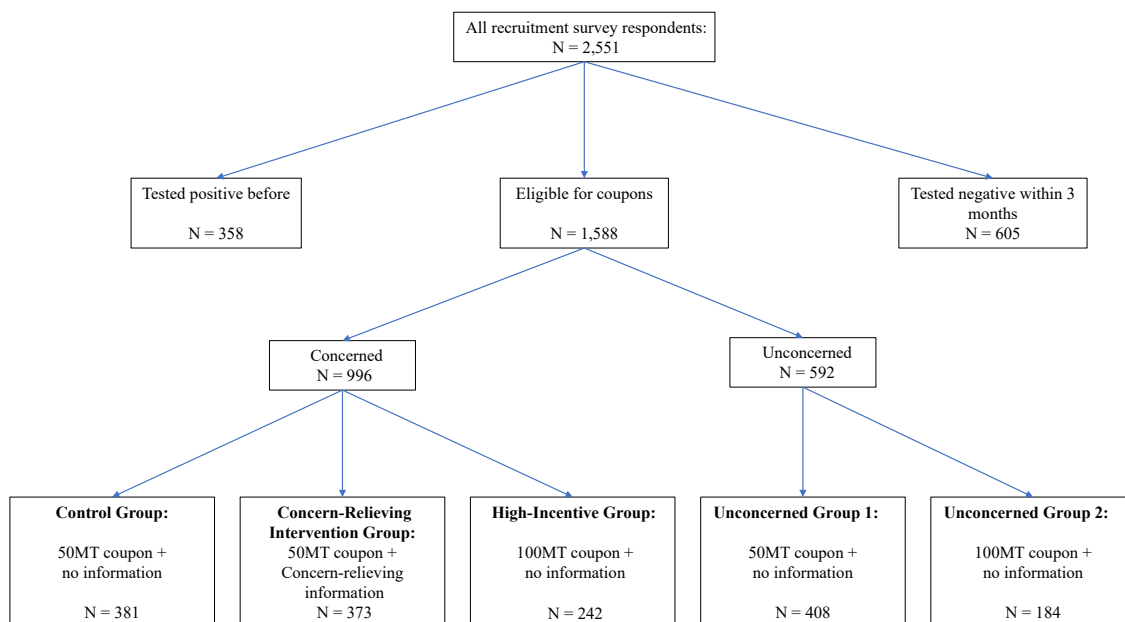 All recruitment survey respondents:
N = 2,551
Tested positive before
N = 358
Eligible for coupons
N = 1,588
Tested negative within 3
months
N = 605
Concerned
N = 996
Unconcerned
N = 592
Control Group:
50MT coupon +
no information
N = 381
Concern-Relieving
Intervention Group:
50MT coupon +
Concern-relieving
information
N = 373
High-Incentive Group:
100MT coupon +
no information
N = 242
Unconcerned Group 1:
50MT coupon +
no information
N = 408
Unconcerned Group 2:
100MT coupon +
no information
N = 184